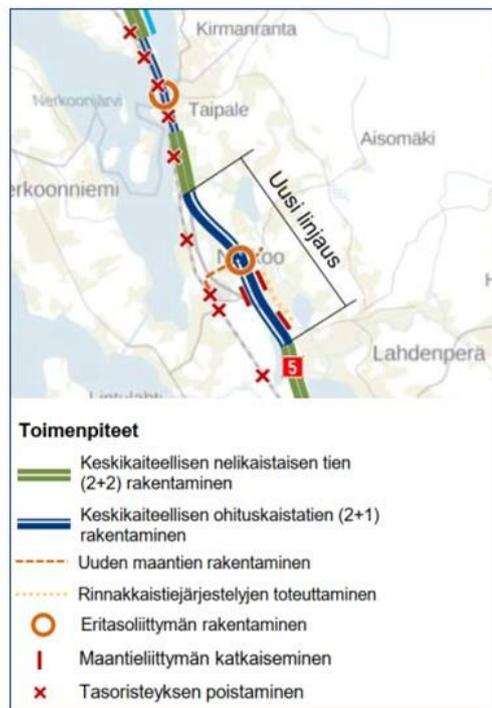 Kirmanranta
Nerkoonjärvi
Taipale
Aisomäki
erkoonniemi
Uusi linjaus
5
Lahdenperä
Toimenpiteet
Keskikaiteellisen nelikaistaisen tien
(2+2) rakentaminen
Keskikaiteellisen ohituskaistatien (2+1)
rakentaminen
Uuden maantien rakentaminen
Rinnakkaistiejärjestelyjen toteuttaminen
Eritasoliittymän rakentaminen
Maantieliittymän katkaiseminen
Tasoristeyksen poistaminen